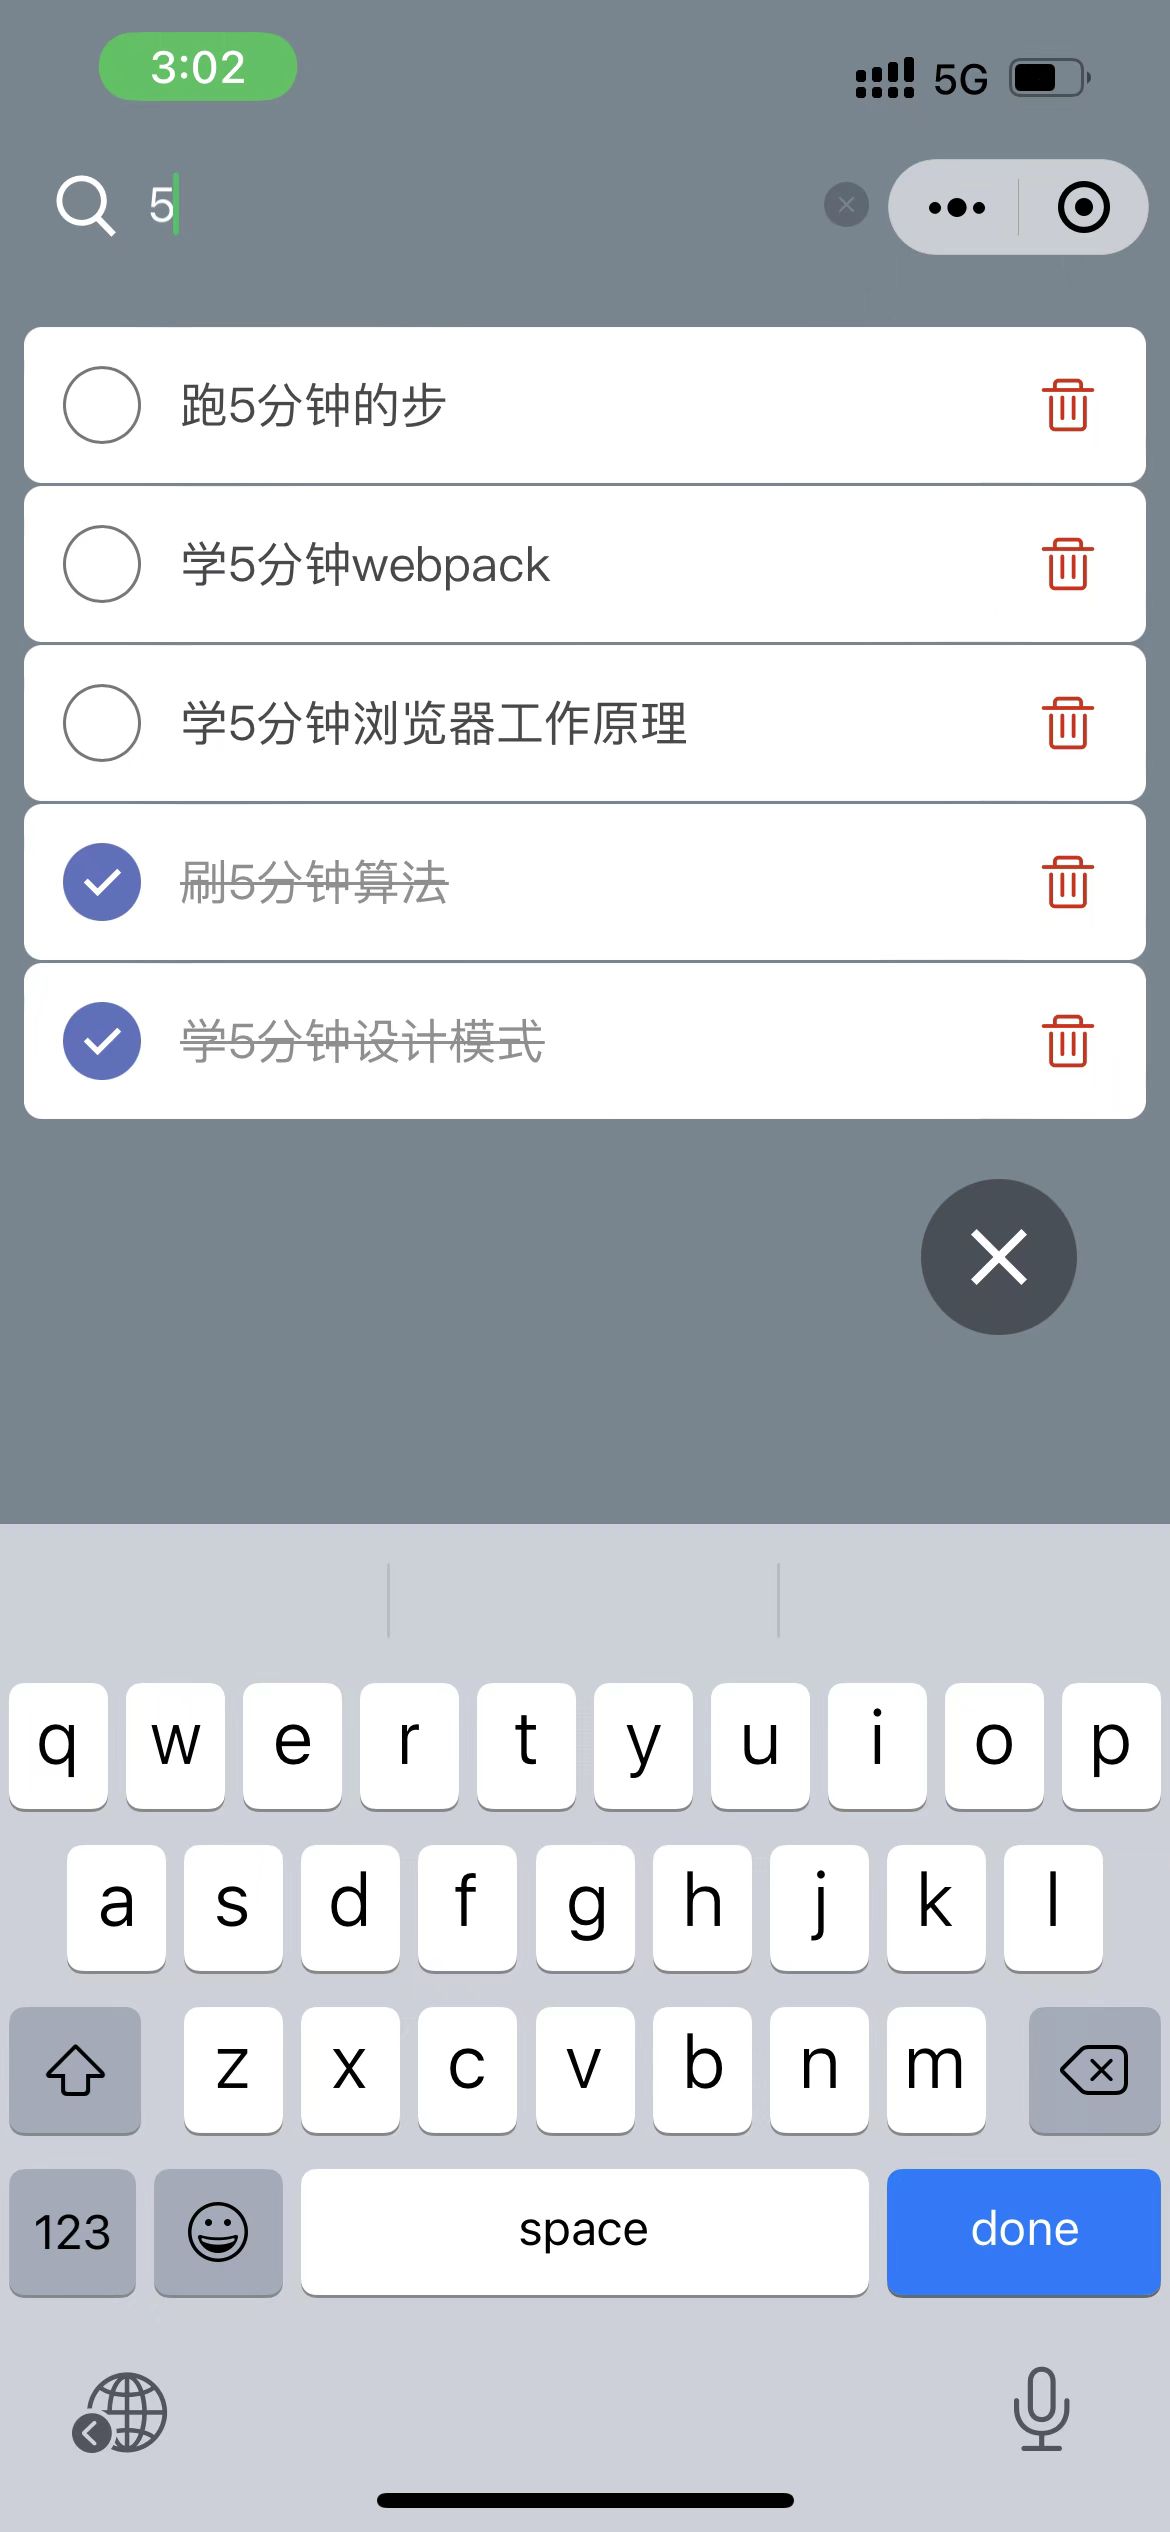 3:02 5G
5
跑5分钟的步
学5分钟webpack
学5分钟浏览器工作原理
刷5分钟算法
学5分钟设计模式
q w e r t y u i o p
a s d f g h j k l
z x c v b n m
123 space done